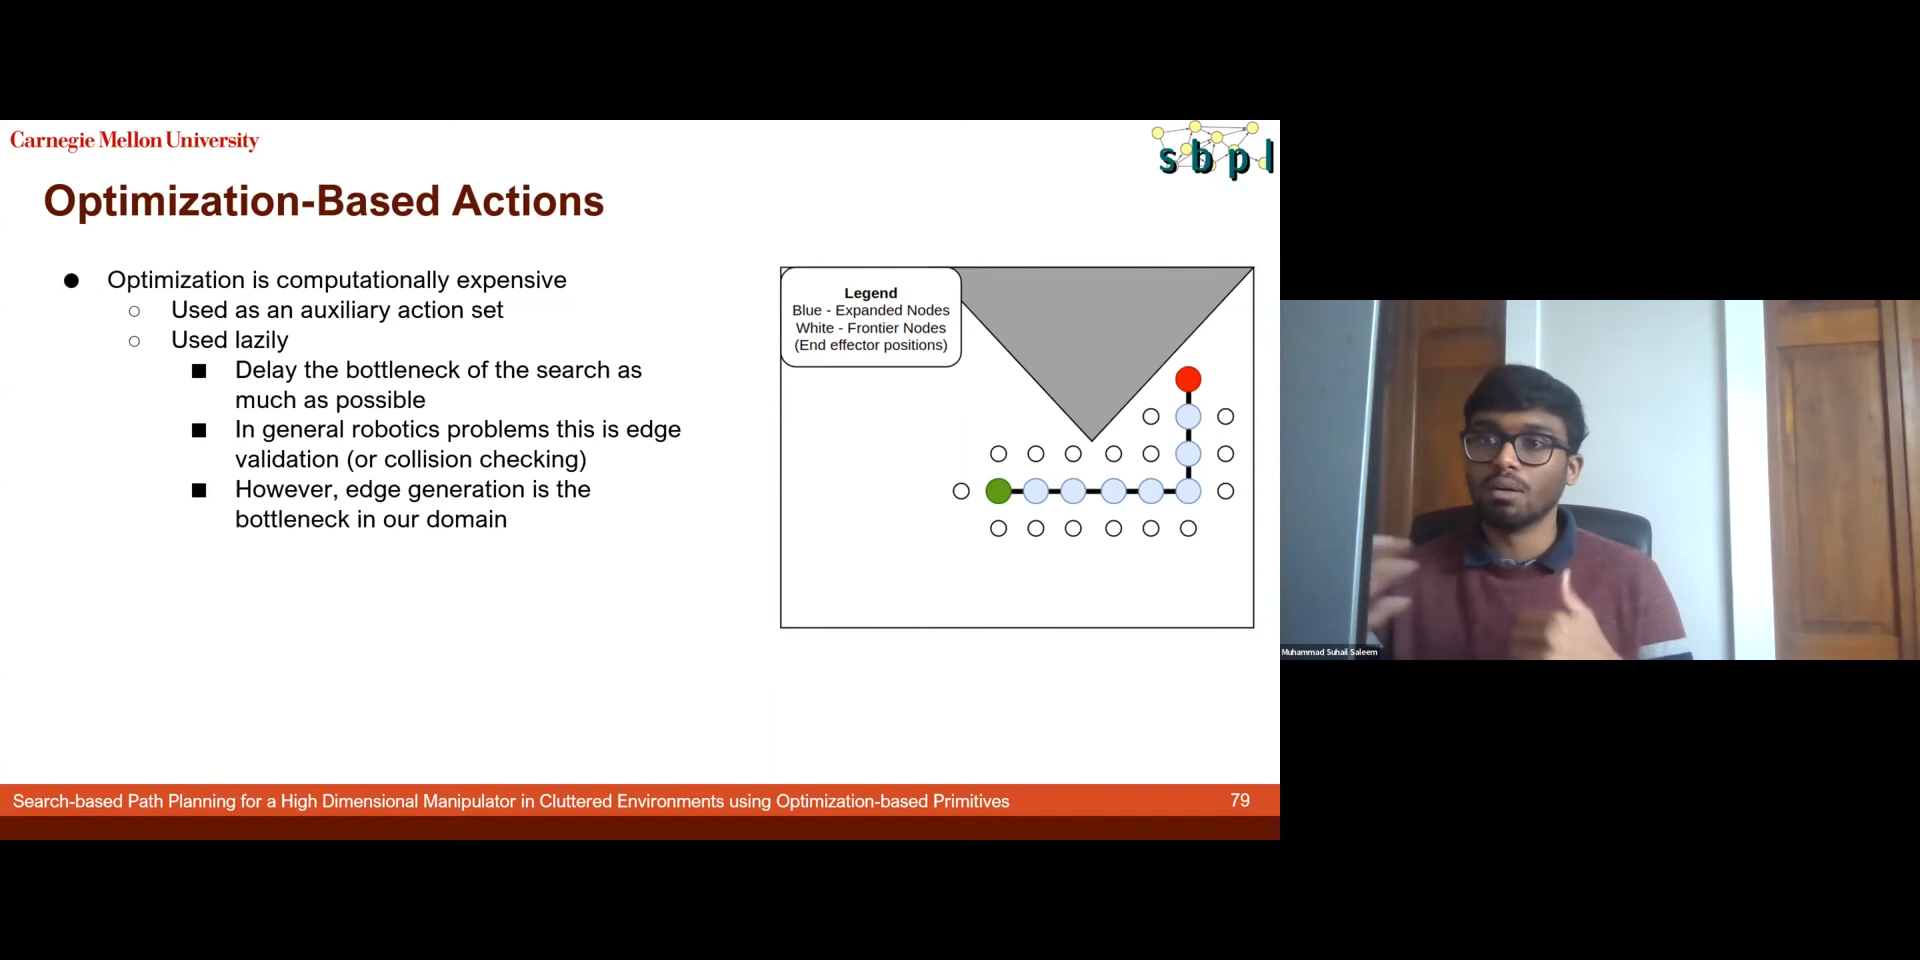 Carnegie Mellon University
sbpl
Optimization-Based Actions
● Optimization is computationally expensive
○ Used as an auxiliary action set
○ Used lazily
■ Delay the bottleneck of the search as
much as possible
■ In general robotics problems this is edge
validation (or collision checking)
■ However, edge generation is the
bottleneck in our domain
Legend
Blue - Expanded Nodes
White - Frontier Nodes
(End effector positions)
Muhammad Suhail Saleem
Search-based Path Planning for a High Dimensional Manipulator in Cluttered Environments using Optimization-based Primitives
79